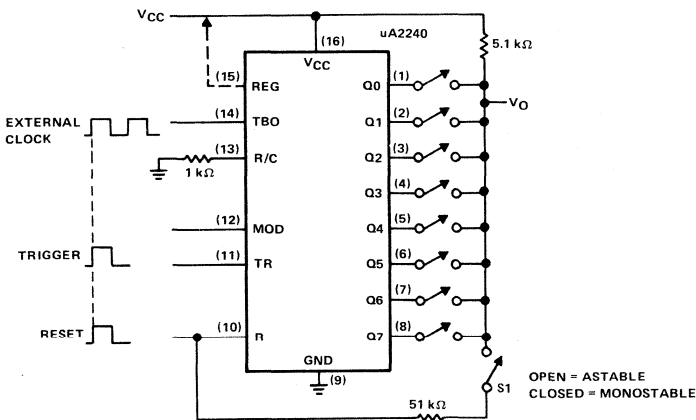 VCC
uA2240
(16)
5.1 kΩ
VCC
(15)
REG
Q0
(1)
VO
EXTERNAL
CLOCK
(14)
TBO
Q1
(2)
(13)
R/C
1 kΩ
Q2
(3)
Q3
(4)
(12)
MOD
Q4
(5)
TRIGGER
(11)
TR
Q5
(6)
Q6
(7)
RESET
(10)
R
Q7
(8)
GND
(9)
S1
OPEN = ASTABLE
CLOSED = MONOSTABLE
51 kΩ